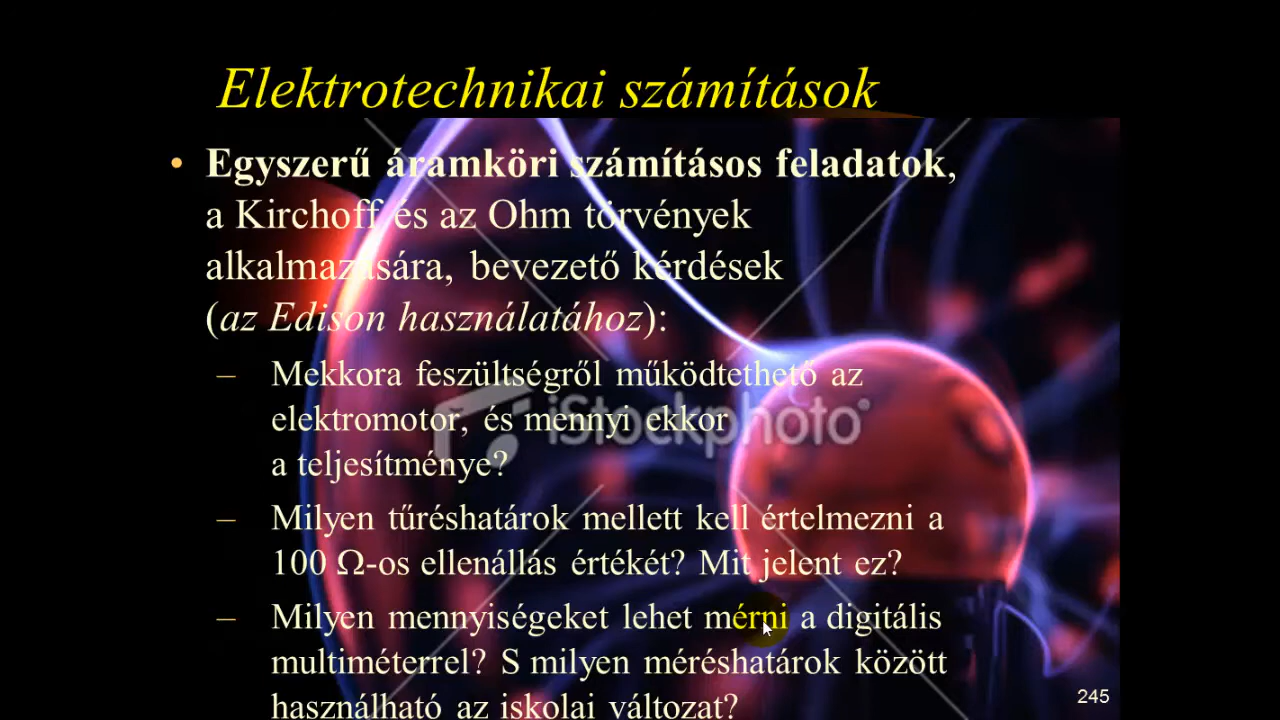 Elektrotechnikai számítások
• Egyszerű áramköri számításos feladatok,
a Kirchoff és az Ohm törvények
alkalmazására, bevezető kérdések
(az Edison használatához):
– Mekkora feszültségről működtethető az
elektromotor, és mennyi ekkor
a teljesítménye?
– Milyen tűréshatárok mellett kell értelmezni a
100 Ω-os ellenállás értékét? Mit jelent ez?
– Milyen mennyiségeket lehet mérni a digitális
multiméterrel? S milyen méréshatárok között
használható az iskolai változat?
iStockphoto
245